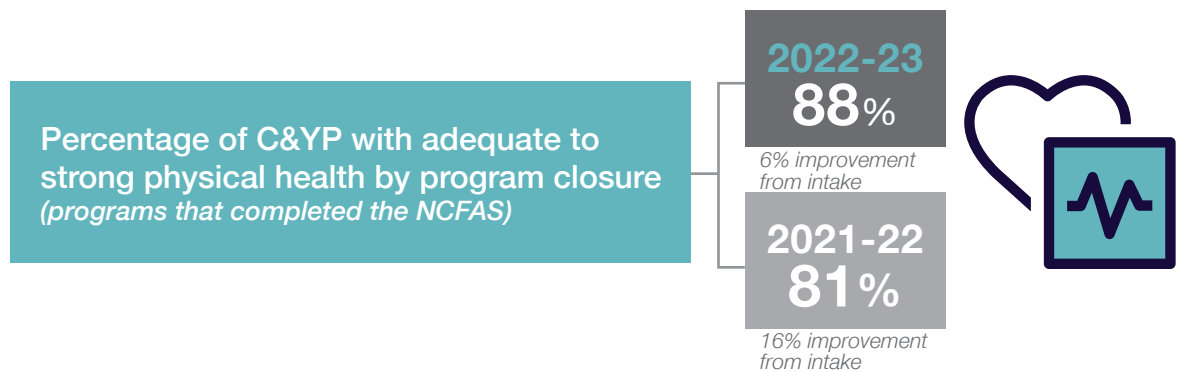 Percentage of C&YP with adequate to
strong physical health by program closure
(programs that completed the NCFAS)
2022-23
88%
6% improvement
from intake
2021-22
81%
16% improvement
from intake